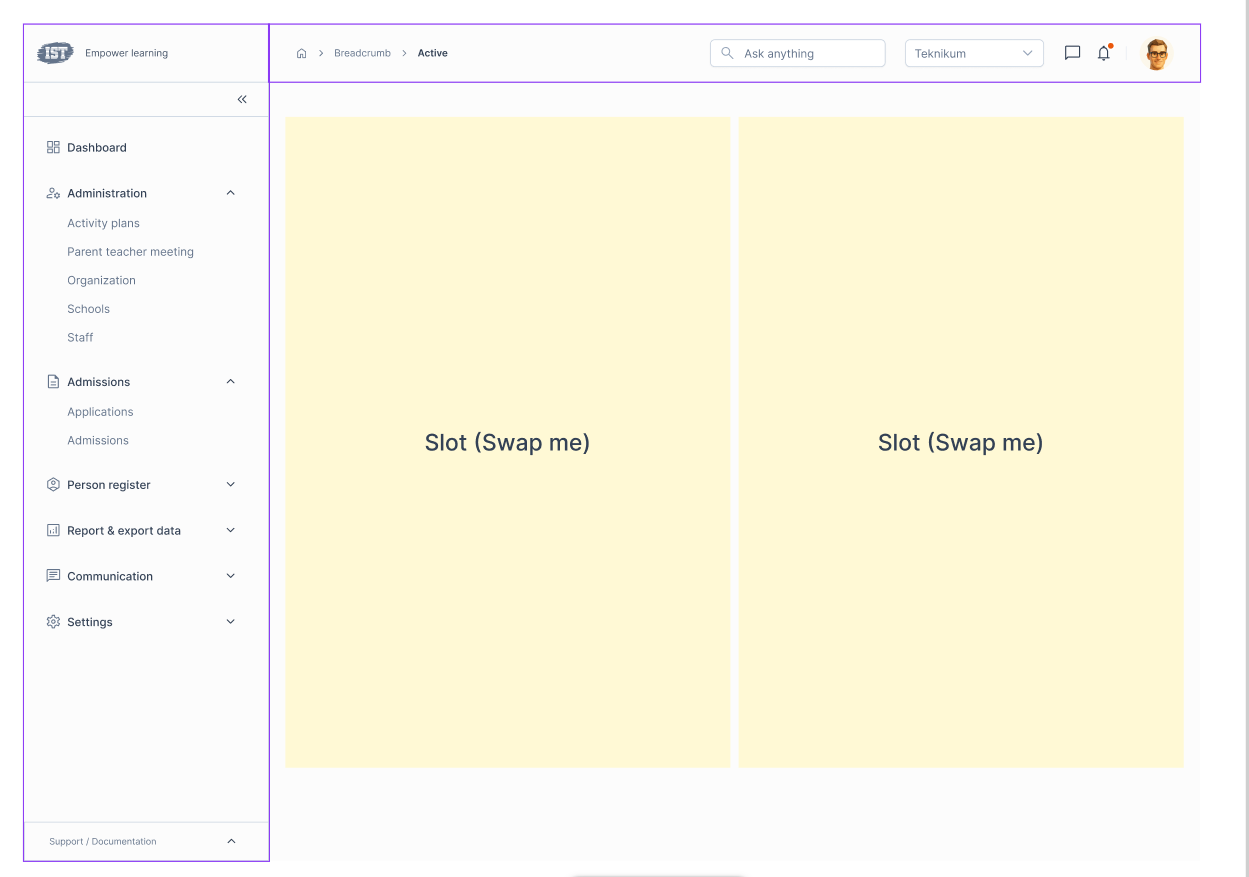 IST Empower learning
Breadcrumb Active
Ask anything
Teknikum
Dashboard
Administration
Activity plans
Parent teacher meeting
Organization
Schools
Staff
Admissions
Applications
Admissions
Person register
Report & export data
Communication
Settings
Support / Documentation
Slot (Swap me)
Slot (Swap me)